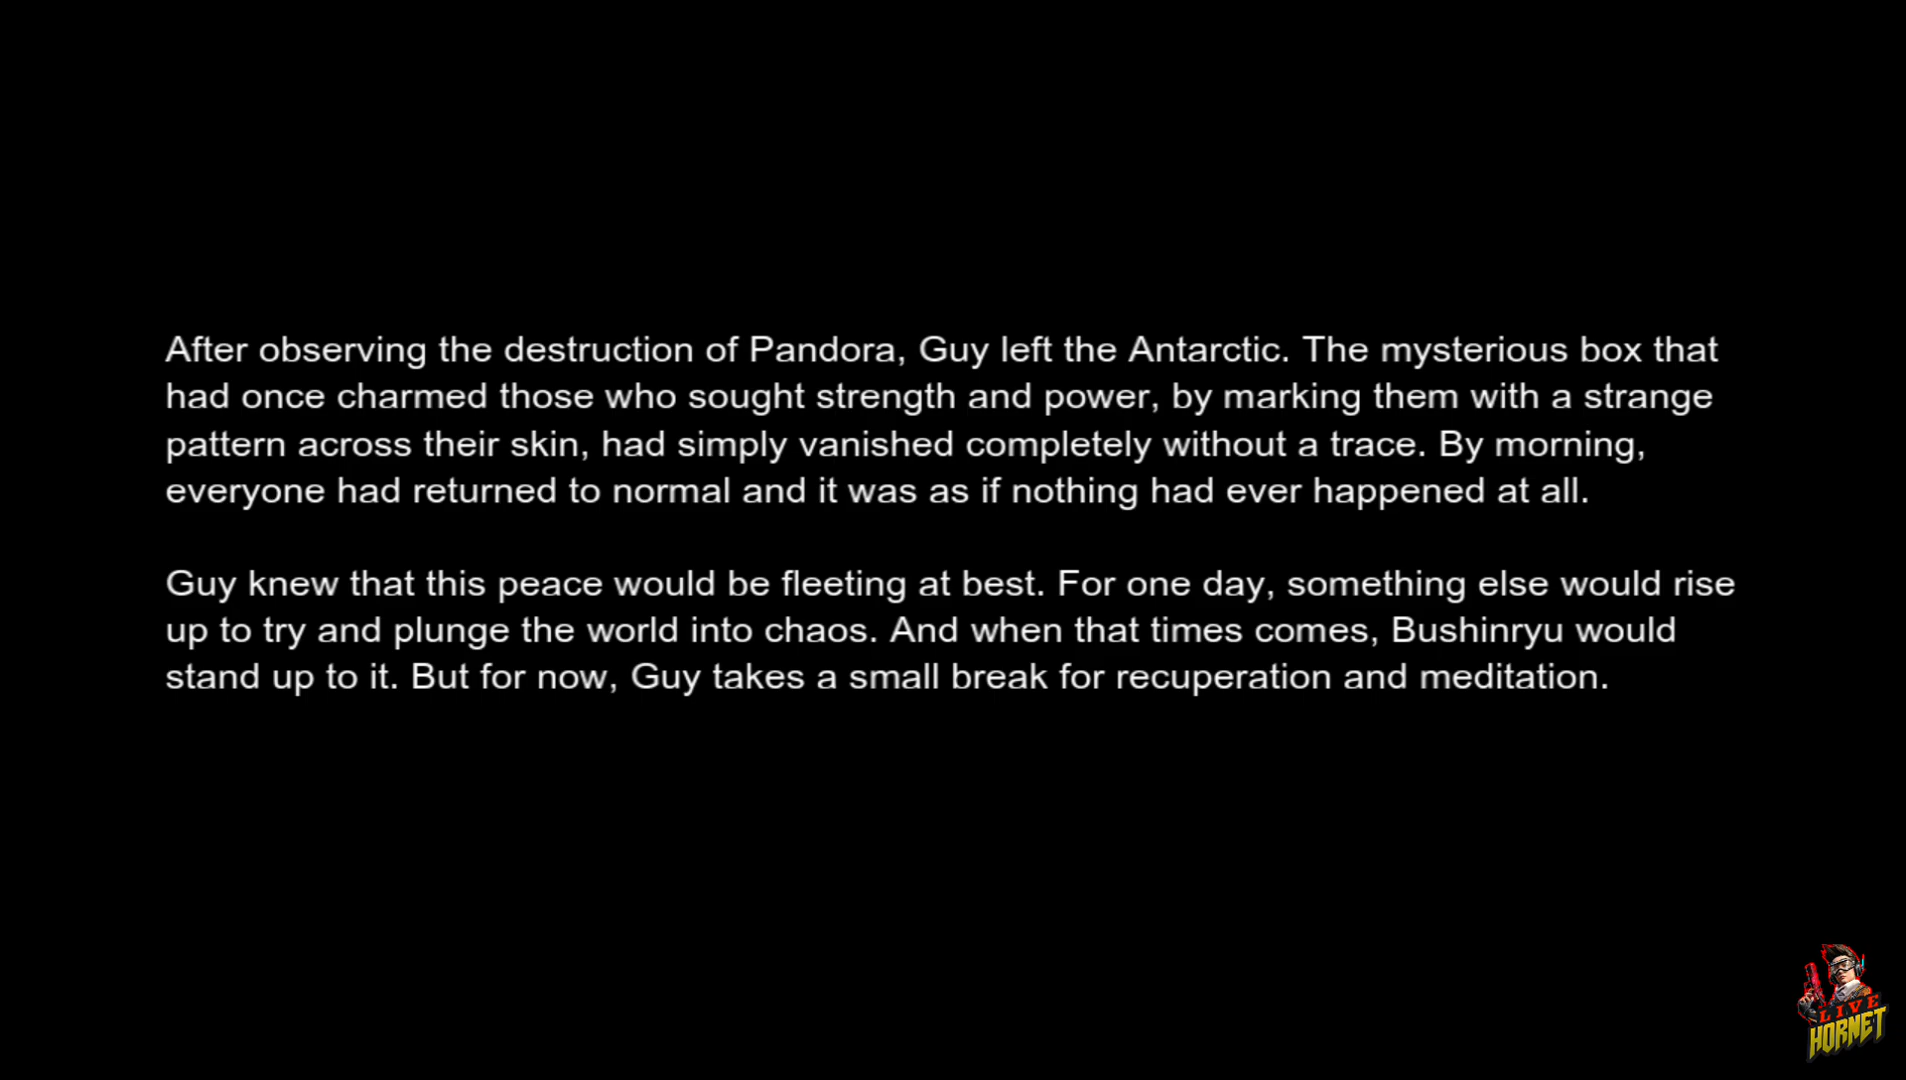 After observing the destruction of Pandora, Guy left the Antarctic. The mysterious box that
had once charmed those who sought strength and power, by marking them with a strange
pattern across their skin, had simply vanished completely without a trace. By morning,
everyone had returned to normal and it was as if nothing had ever happened at all.
Guy knew that this peace would be fleeting at best. For one day, something else would rise
up to try and plunge the world into chaos. And when that times comes, Bushinryu would
stand up to it. But for now, Guy takes a small break for recuperation and meditation.
LIVE
HORNET